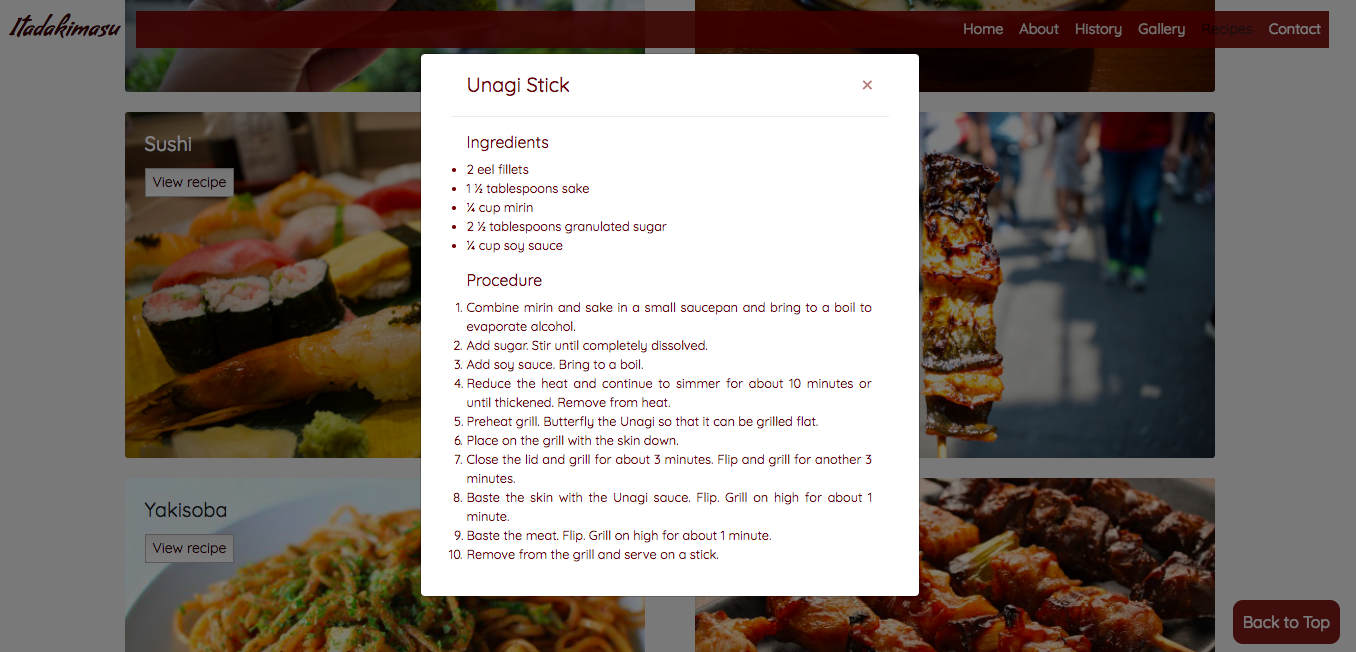 Itadakimasu
Home About History Gallery Recipes Contact
Unagi Stick ×
Ingredients
• 2 eel fillets
• 1 ½ tablespoons sake
• ¼ cup mirin
• 2 ½ tablespoons granulated sugar
• ¼ cup soy sauce
Procedure
1. Combine mirin and sake in a small saucepan and bring to a boil to
evaporate alcohol.
2. Add sugar. Stir until completely dissolved.
3. Add soy sauce. Bring to a boil.
4. Reduce the heat and continue to simmer for about 10 minutes or
until thickened. Remove from heat.
5. Preheat grill. Butterfly the Unagi so that it can be grilled flat.
6. Place on the grill with the skin down.
7. Close the lid and grill for about 3 minutes. Flip and grill for another 3
minutes.
8. Baste the skin with the Unagi sauce. Flip. Grill on high for about 1
minute.
9. Baste the meat. Flip. Grill on high for about 1 minute.
10. Remove from the grill and serve on a stick.
Sushi
View recipe
Yakisoba
View recipe
Back to Top